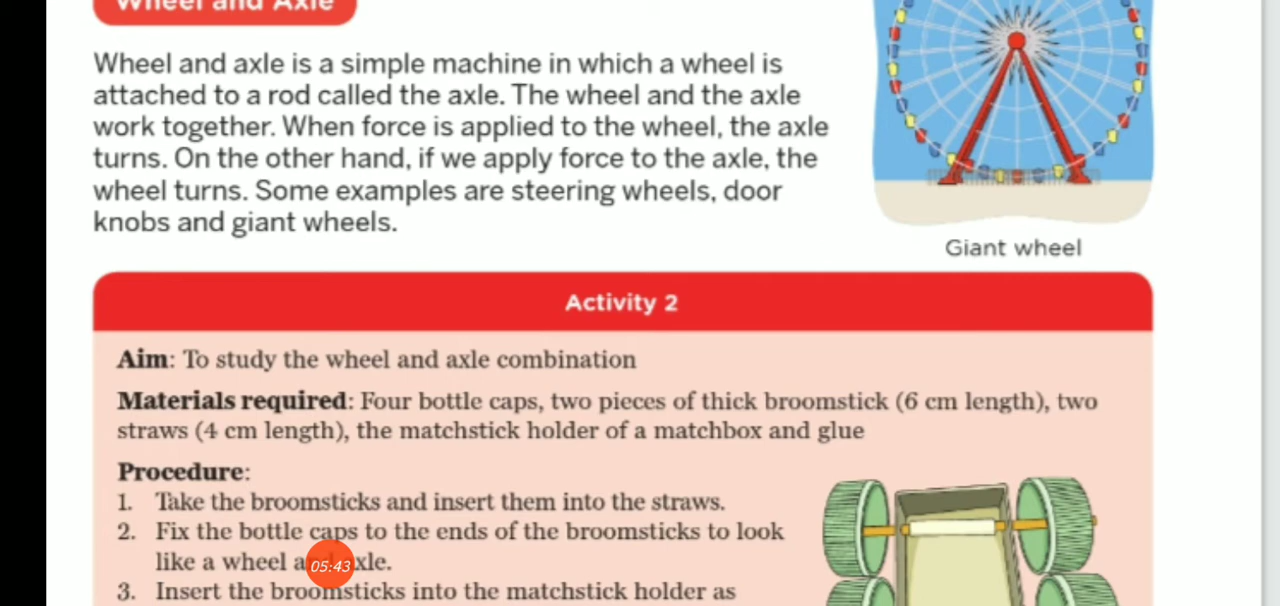 Wheel and Axle
Wheel and axle is a simple machine in which a wheel is
attached to a rod called the axle. The wheel and the axle
work together. When force is applied to the wheel, the axle
turns. On the other hand, if we apply force to the axle, the
wheel turns. Some examples are steering wheels, door
knobs and giant wheels.
Giant wheel
Activity 2
Aim: To study the wheel and axle combination
Materials required: Four bottle caps, two pieces of thick broomstick (6 cm length), two
straws (4 cm length), the matchstick holder of a matchbox and glue
Procedure:
1. Take the broomsticks and insert them into the straws.
2. Fix the bottle caps to the ends of the broomsticks to look
like a wheel and axle.
05:43
3. Insert the broomsticks into the matchstick holder as